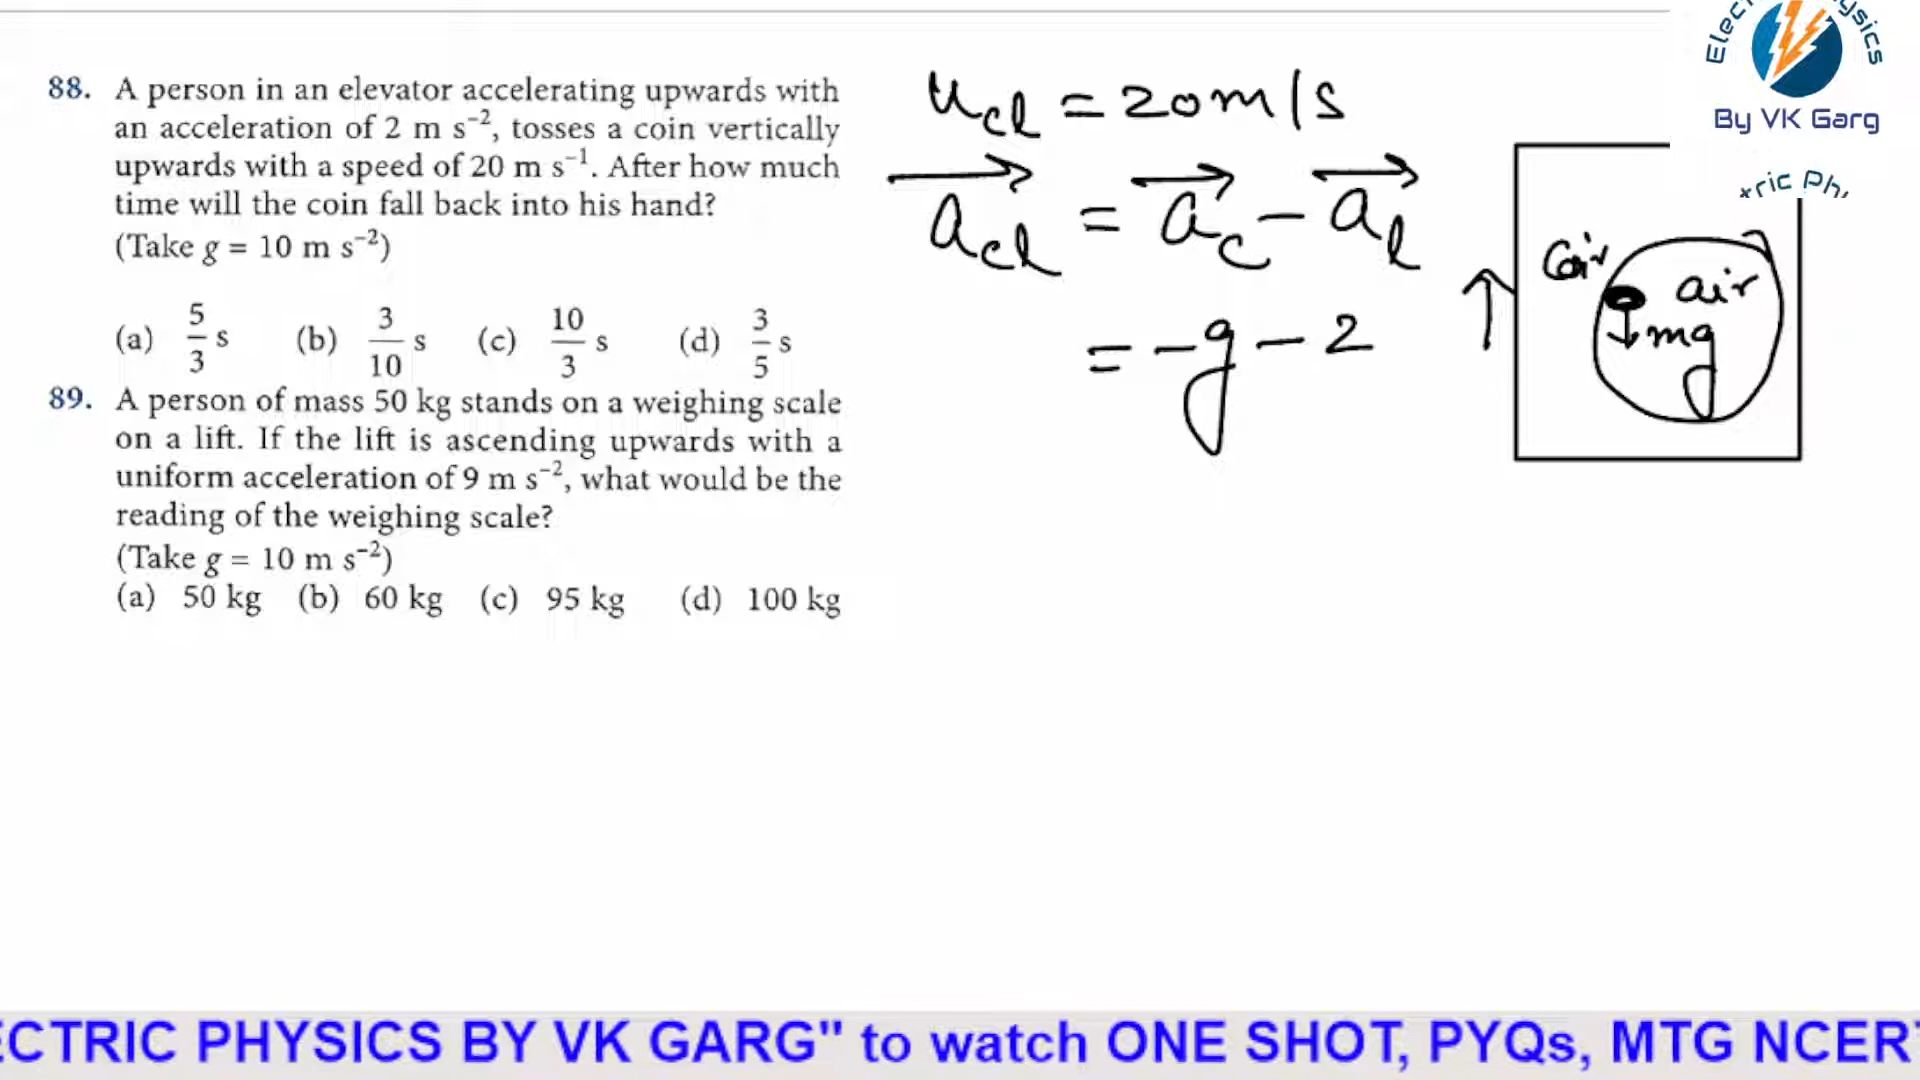 88. A person in an elevator accelerating upwards with
an acceleration of 2 m s⁻², tosses a coin vertically
upwards with a speed of 20 m s⁻¹. After how much
time will the coin fall back into his hand?
(Take g = 10 m s⁻²)
(a) 5/3 s (b) 3/10 s (c) 10/3 s (d) 3/5 s
89. A person of mass 50 kg stands on a weighing scale
on a lift. If the lift is ascending upwards with a
uniform acceleration of 9 m s⁻², what would be the
reading of the weighing scale?
(Take g = 10 m s⁻²)
(a) 50 kg (b) 60 kg (c) 95 kg (d) 100 kg
u_cl = 20 m/s
a_cl = a_c − a_l
= −g − 2
Coin
air
mg
By VK Garg
ECTRIC PHYSICS BY VK GARG" to watch ONE SHOT, PYQs, MTG NCERT